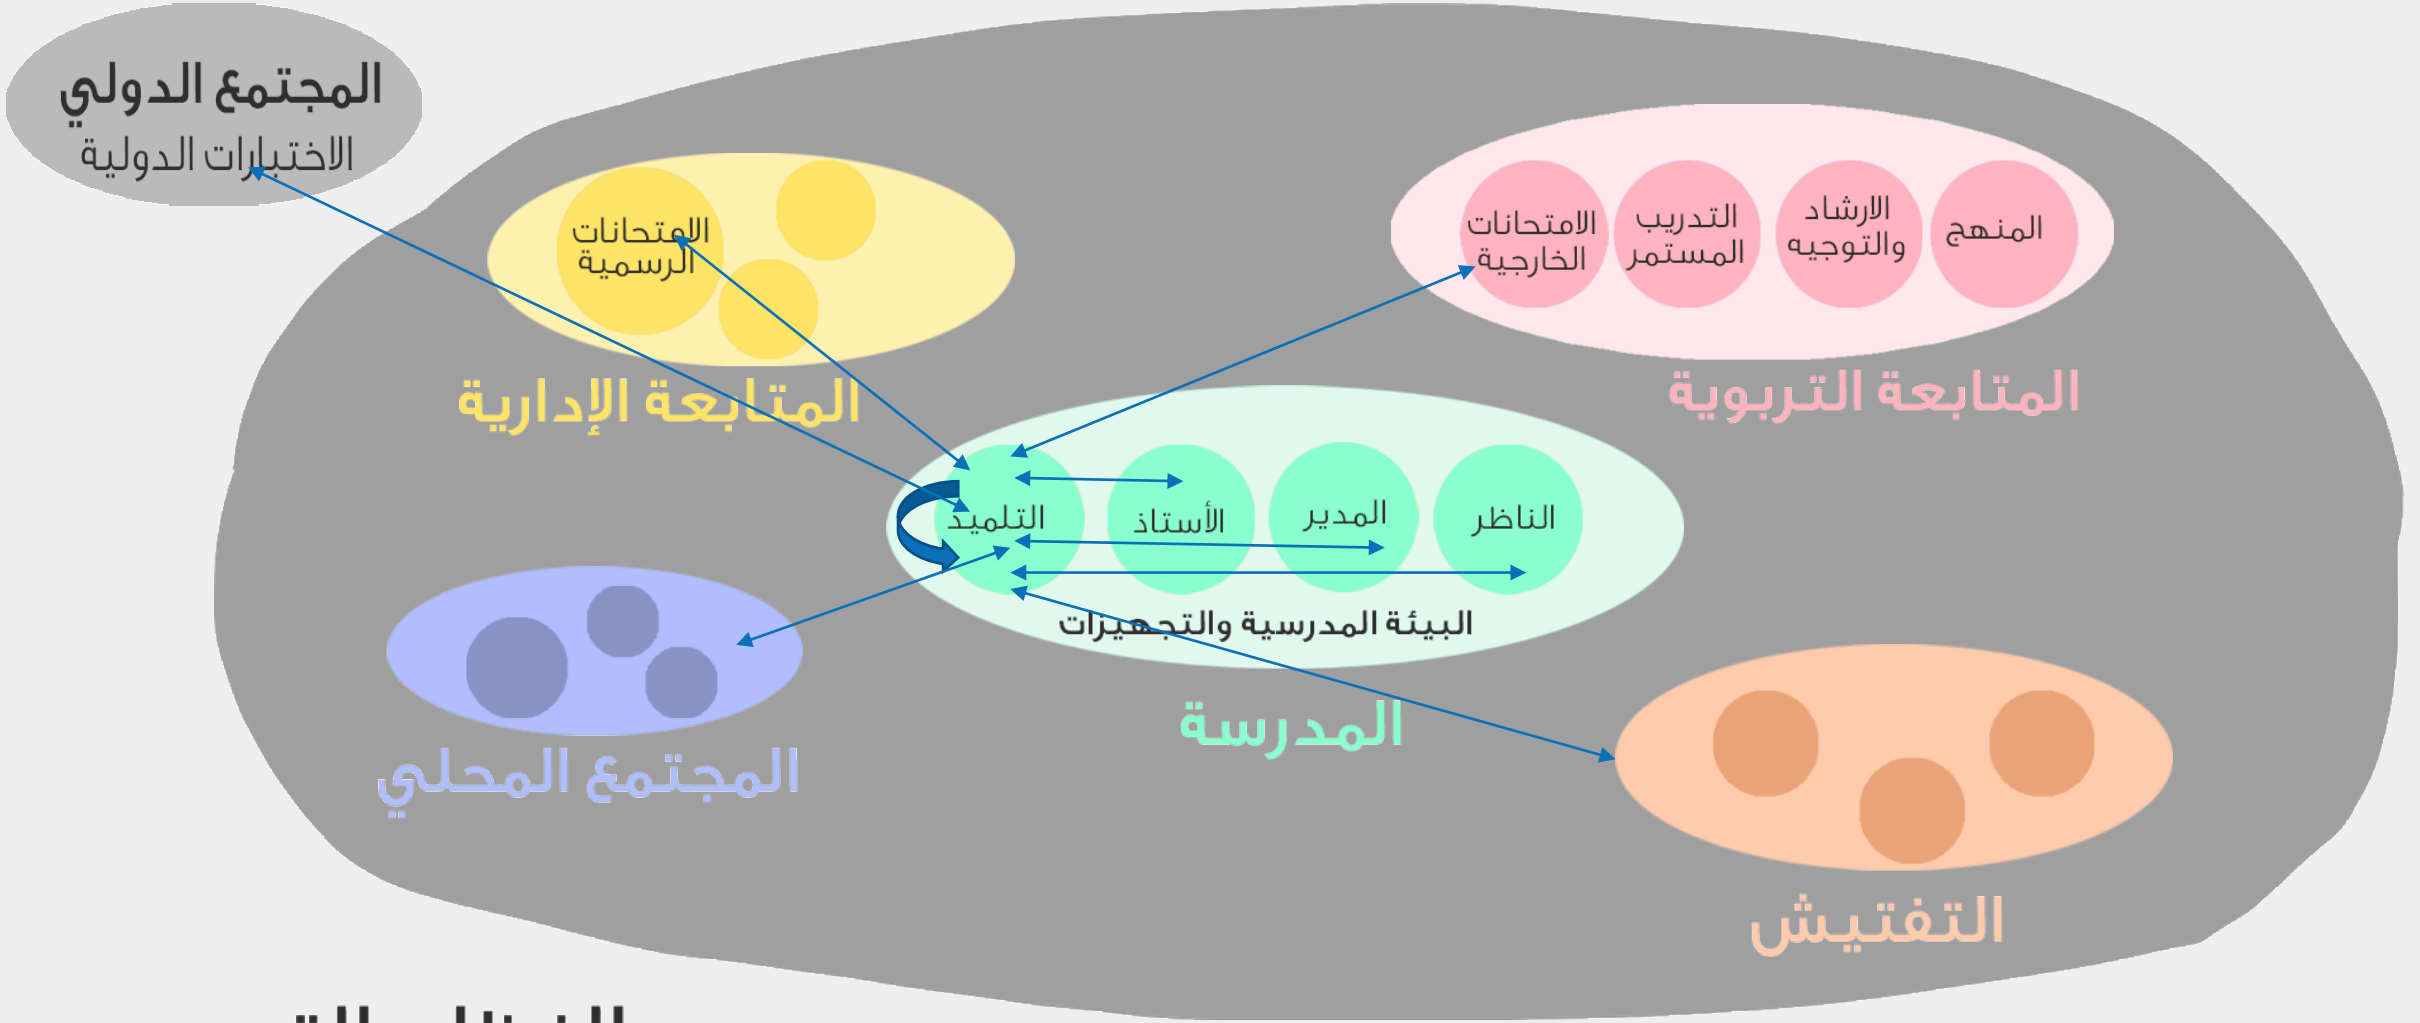 المجتمع الدولي
الاختبارات الدولية
المنهج
الارشاد
والتوجيه
التدريب
المستمر
الامتحانات
الخارجية
المتابعة التربوية
الامتحانات
الرسمية
المتابعة الإدارية
الناظر
المدير
الأستاذ
التلميذ
البيئة المدرسية والتجهيزات
المدرسة
المجتمع المحلي
التفتيش